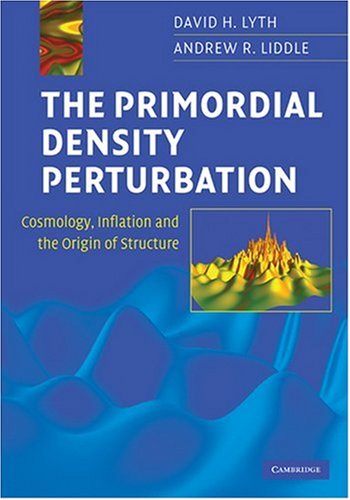 DAVID H. LYTH
ANDREW R. LIDDLE
THE PRIMORDIAL
DENSITY
PERTURBATION
Cosmology, Inflation and
the Origin of Structure
CAMBRIDGE